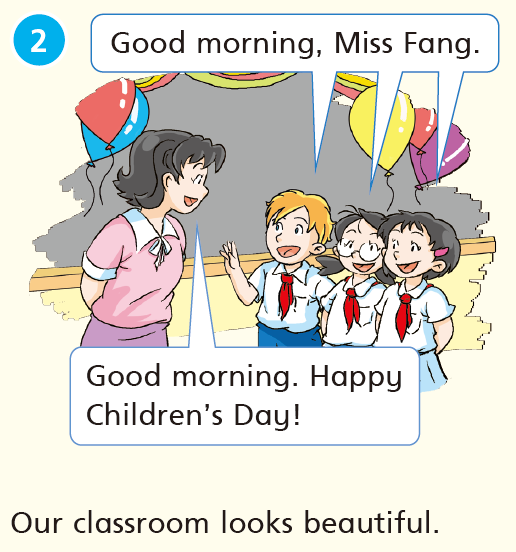 2
Good morning, Miss Fang.
Good morning. Happy
Children's Day!
Our classroom looks beautiful.